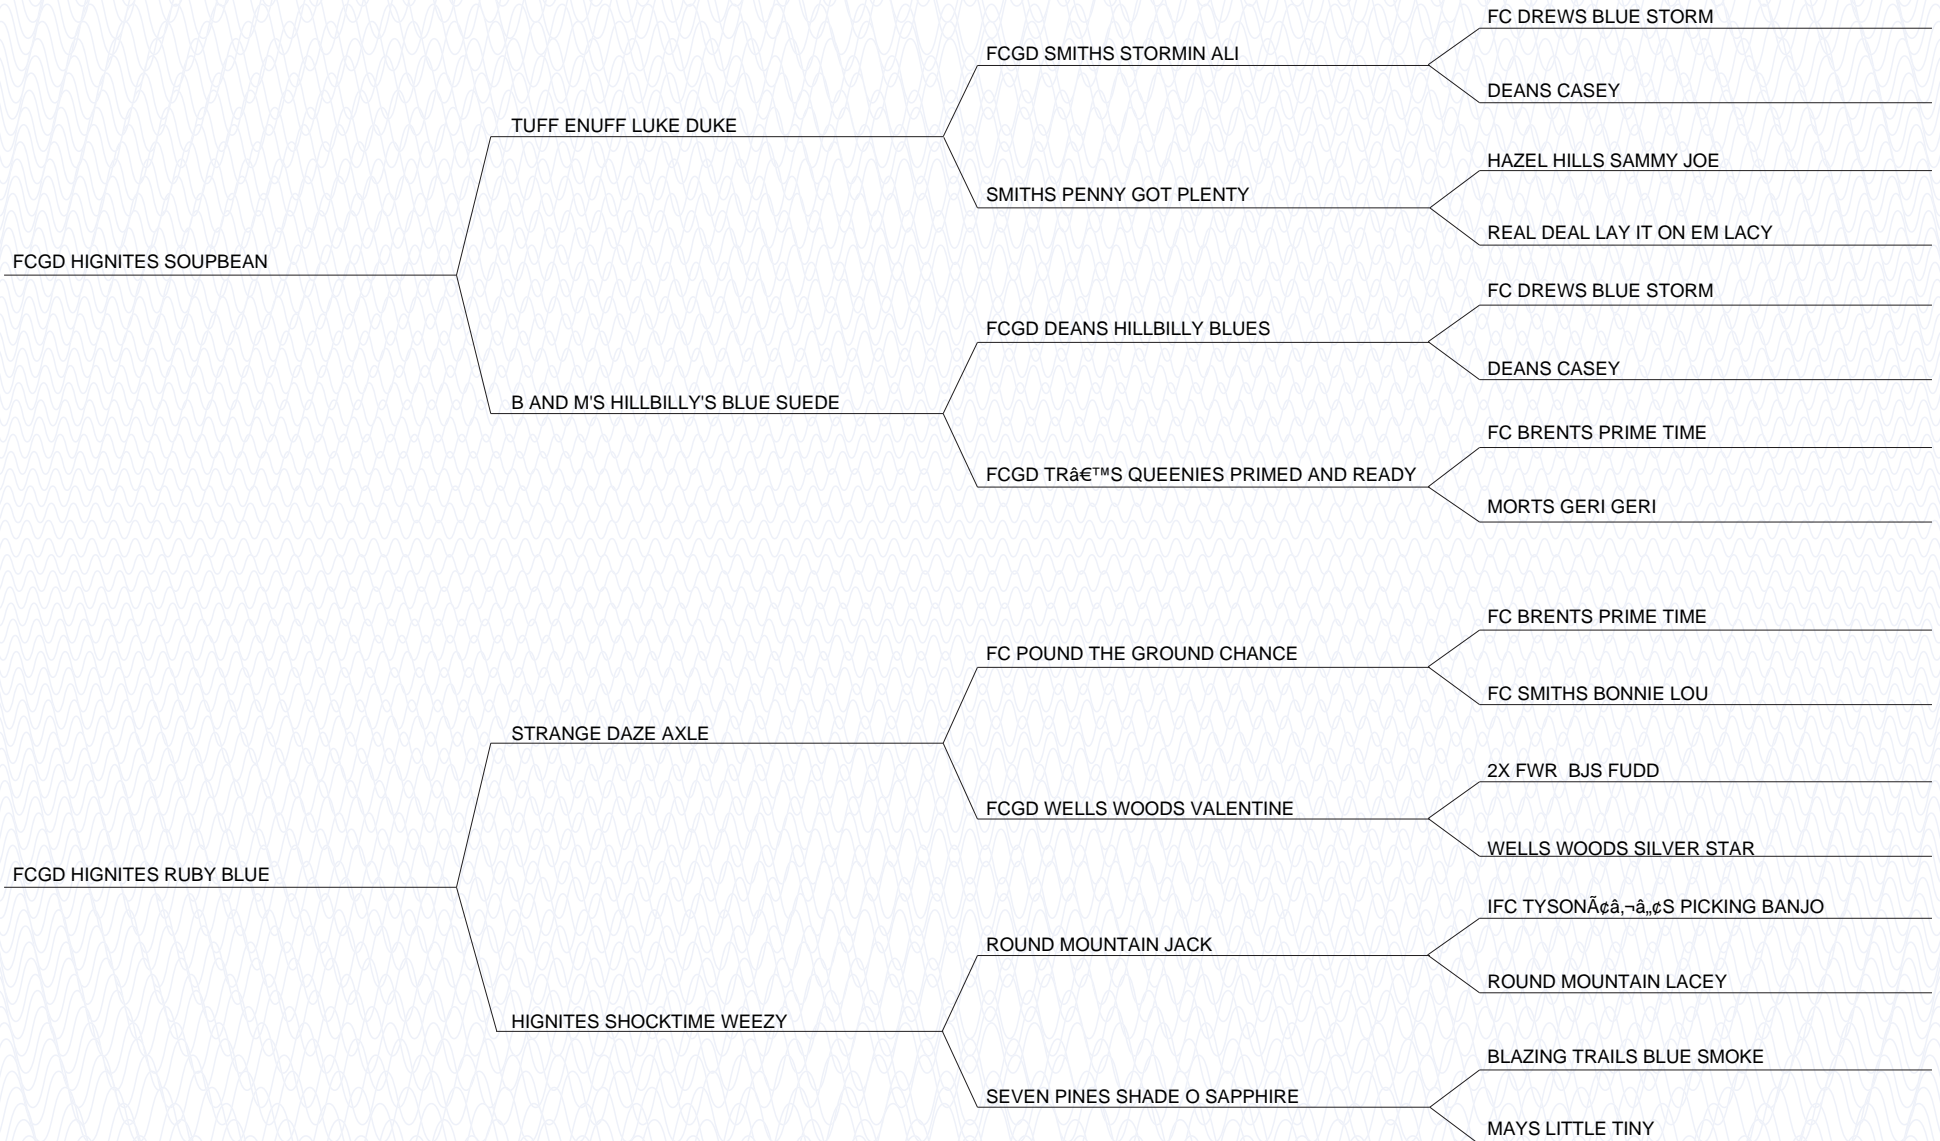 FC DREWS BLUE STORM
FCGD SMITHS STORMIN ALI
DEANS CASEY
TUFF ENUFF LUKE DUKE
HAZEL HILLS SAMMY JOE
SMITHS PENNY GOT PLENTY
REAL DEAL LAY IT ON EM LACY
FCGD HIGNITES SOUPBEAN
FC DREWS BLUE STORM
FCGD DEANS HILLBILLY BLUES
DEANS CASEY
B AND M'S HILLBILLY'S BLUE SUEDE
FC BRENTS PRIME TIME
FCGD TRâ€™S QUEENIES PRIMED AND READY
MORTS GERI GERI
FC BRENTS PRIME TIME
FC POUND THE GROUND CHANCE
FC SMITHS BONNIE LOU
STRANGE DAZE AXLE
2X FWR  BJS FUDD
FCGD WELLS WOODS VALENTINE
WELLS WOODS SILVER STAR
FCGD HIGNITES RUBY BLUE
IFC TYSONÃ¢â‚¬â„¢S PICKING BANJO
ROUND MOUNTAIN JACK
ROUND MOUNTAIN LACEY
HIGNITES SHOCKTIME WEEZY
BLAZING TRAILS BLUE SMOKE
SEVEN PINES SHADE O SAPPHIRE
MAYS LITTLE TINY